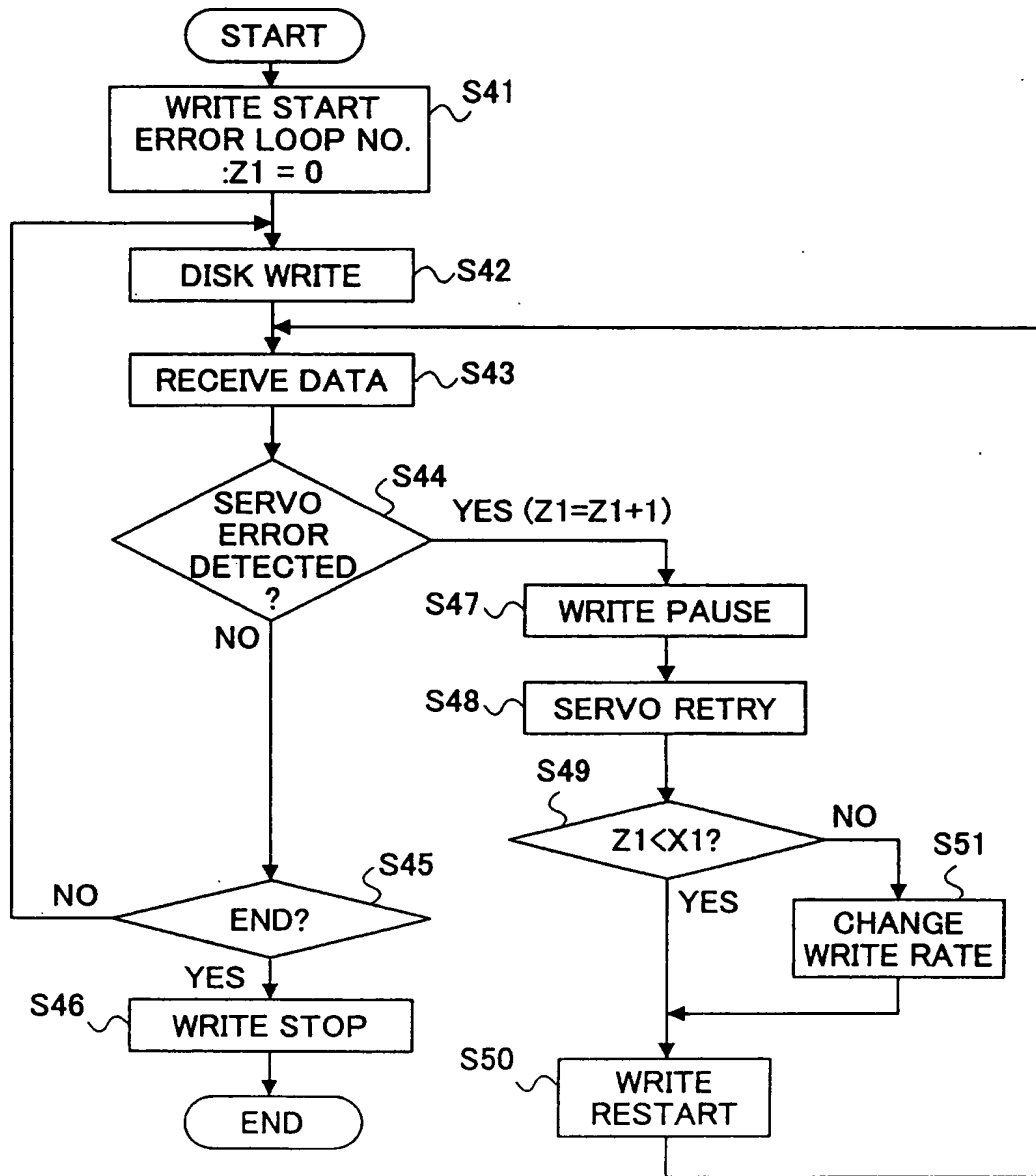 START
S41
WRITE START
ERROR LOOP NO.
:Z1 = 0
DISK WRITE
S42
RECEIVE DATA
S43
S44
SERVO
ERROR
DETECTED
?
YES (Z1=Z1+1)
NO
S47
WRITE PAUSE
S48
SERVO RETRY
S49
Z1<X1?
NO
YES
S51
CHANGE
WRITE RATE
S45
NO
END?
YES
S46
WRITE STOP
S50
WRITE
RESTART
END